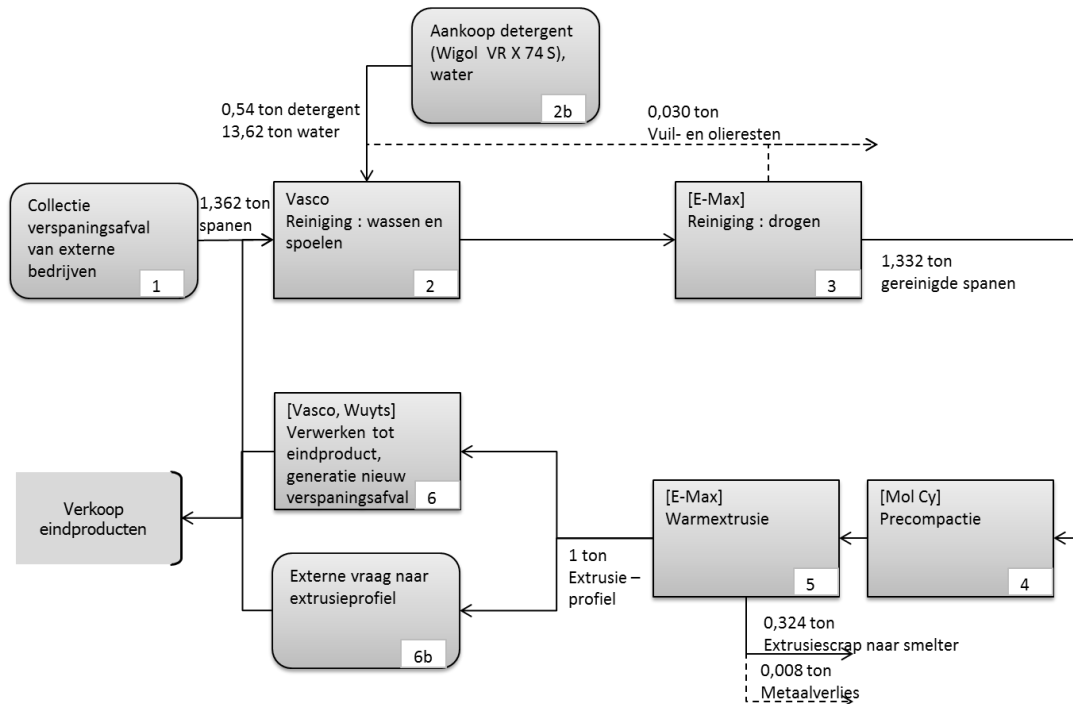 Aankoop detergent
(Wigol VR X 74 S),
water
2b
0,54 ton detergent
13,62 ton water
0,030 ton
Vuil- en olieresten
Collectie
verspaningsafval
van externe
bedrijven
1
1,362 ton
spanen
Vasco
Reiniging : wassen en
spoelen
2
[E-Max]
Reiniging : drogen
3
1,332 ton
gereinigde spanen
[Vasco, Wuyts]
Verwerken tot
eindproduct,
generatie nieuw
verspaningsafval
6
Verkoop
eindproducten
Externe vraag naar
extrusieprofiel
6b
1 ton
Extrusie –
profiel
[E-Max]
Warmextrusie
5
[Mol Cy]
Precompactie
4
0,324 ton
Extrusiescrap naar smelter
0,008 ton
Metaalverlies